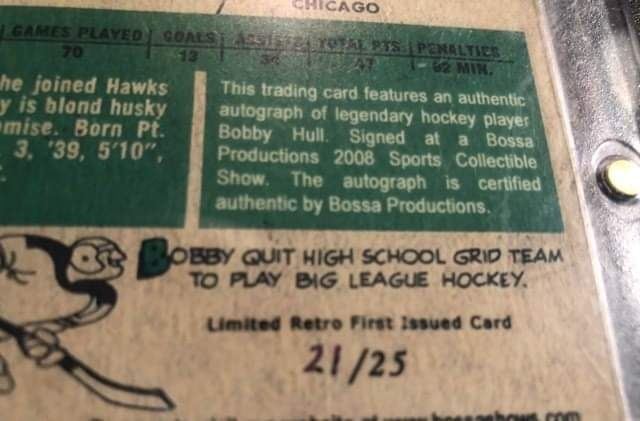 CHICAGO
GAMES PLAYED GOALS ASSISTS TOTAL PTS. PENALTIES
70 13 34 47 62 MIN.
he joined Hawks
y is blond husky
omise. Born Pt.
3, '39, 5'10",
This trading card features an authentic
autograph of legendary hockey player
Bobby Hull. Signed at a Bossa
Productions 2008 Sports Collectible
Show. The autograph is certified
authentic by Bossa Productions.
BOBBY QUIT HIGH SCHOOL GRID TEAM
TO PLAY BIG LEAGUE HOCKEY.
Limited Retro First Issued Card
21/25